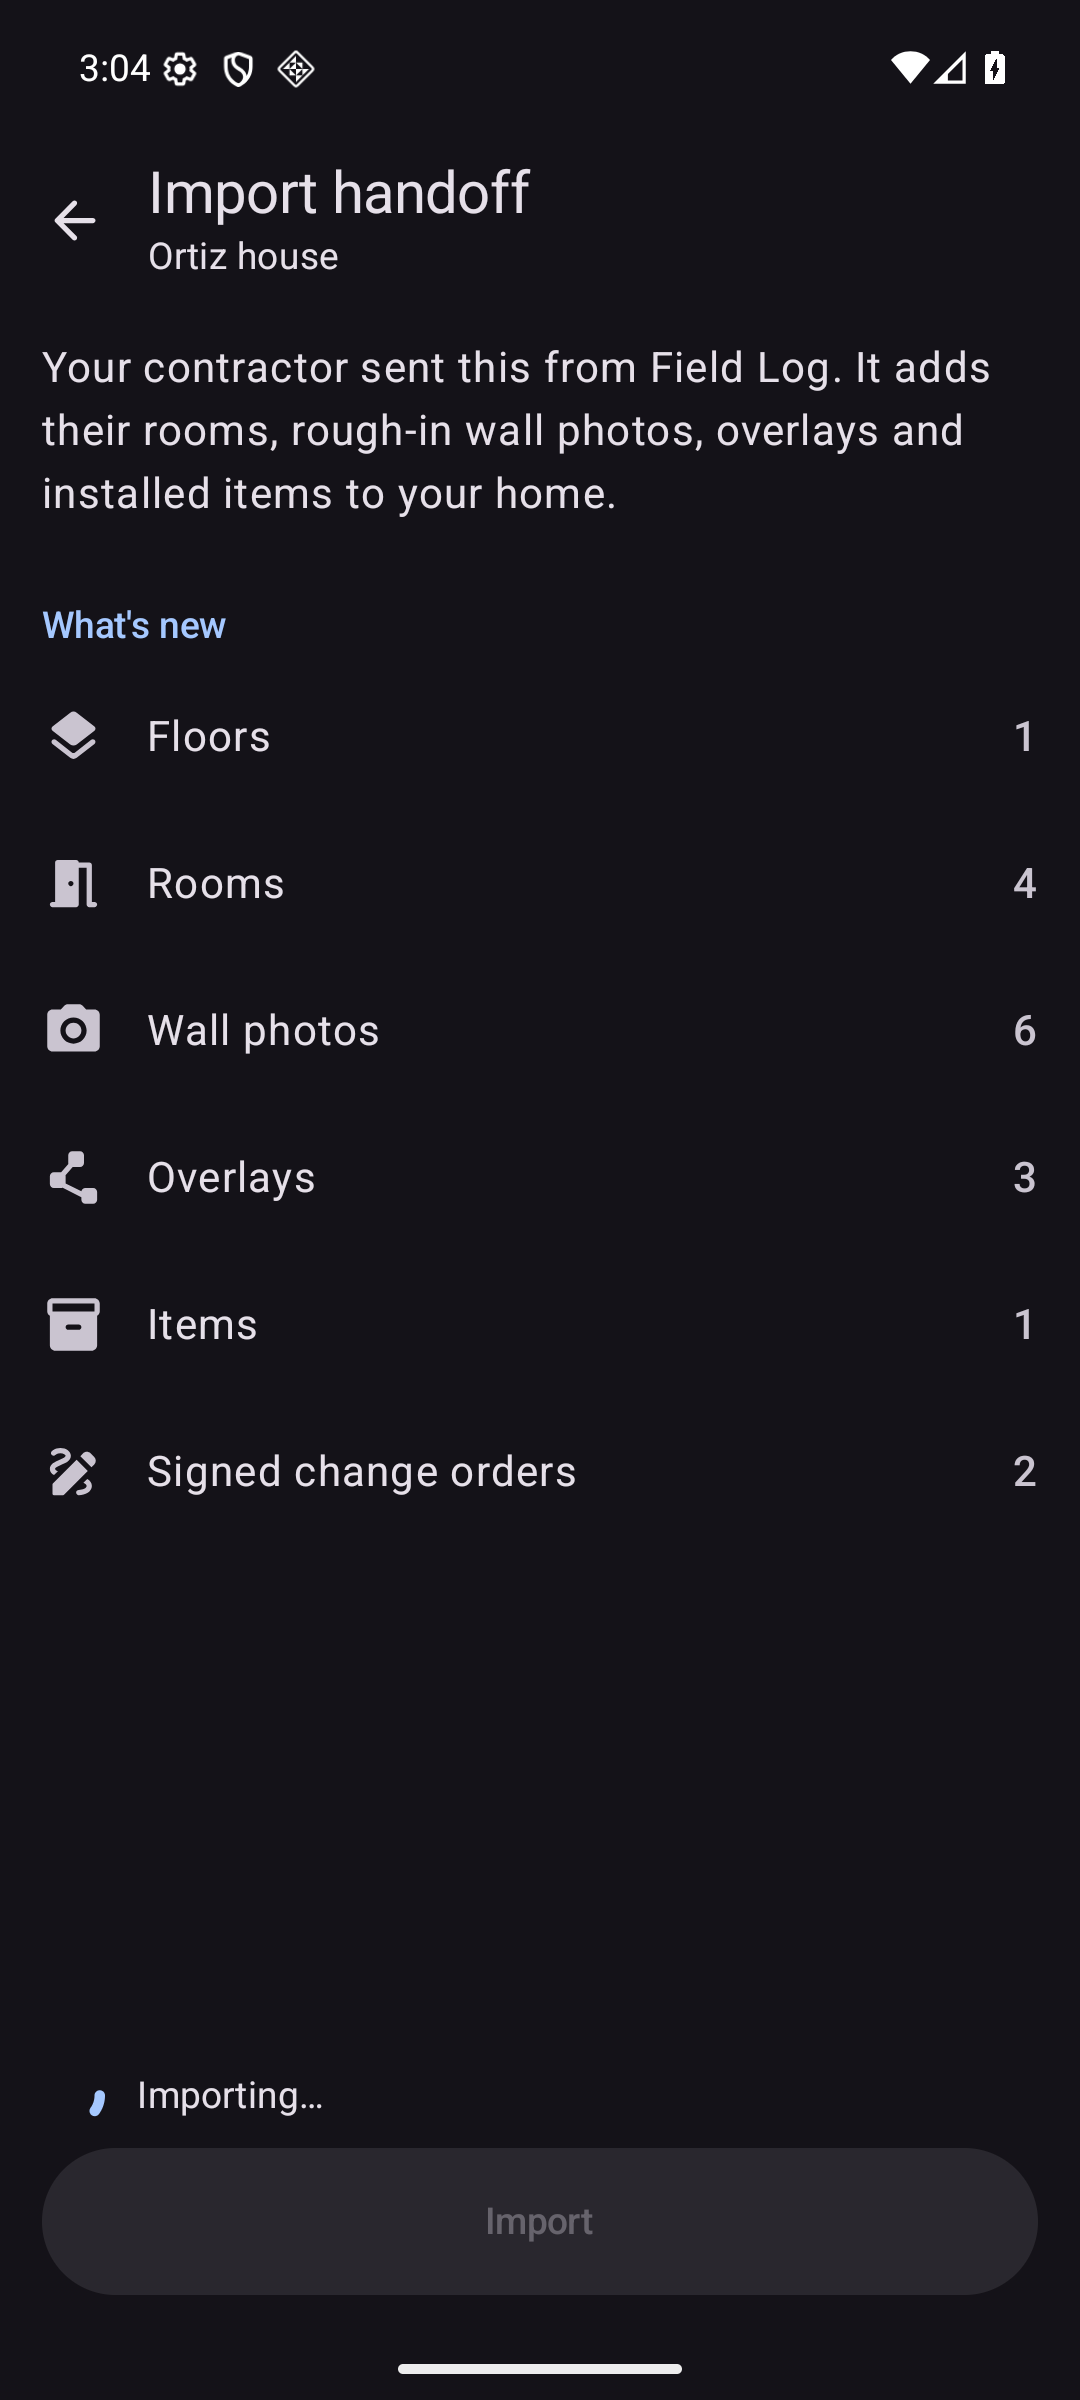 3:04
Import handoff
Ortiz house
Your contractor sent this from Field Log. It adds
their rooms, rough-in wall photos, overlays and
installed items to your home.
What's new
Floors 1
Rooms 4
Wall photos 6
Overlays 3
Items 1
Signed change orders 2
Importing…
Import